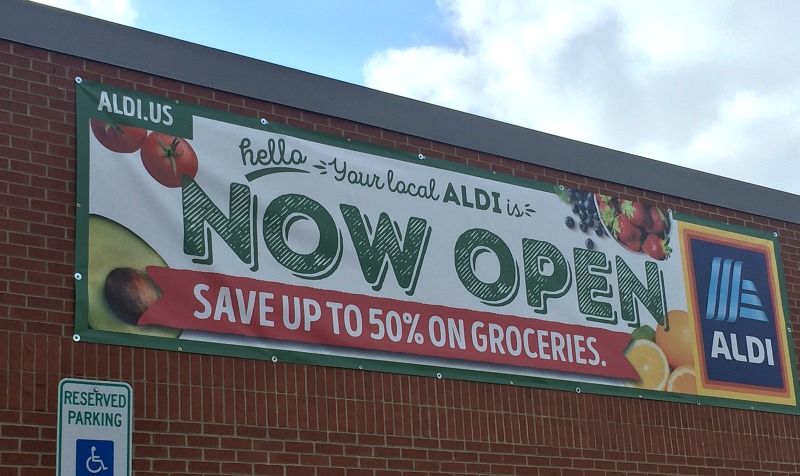 ALDI.US
hello
Your local ALDI is
NOW OPEN
SAVE UP TO 50% ON GROCERIES.
ALDI
RESERVED
PARKING